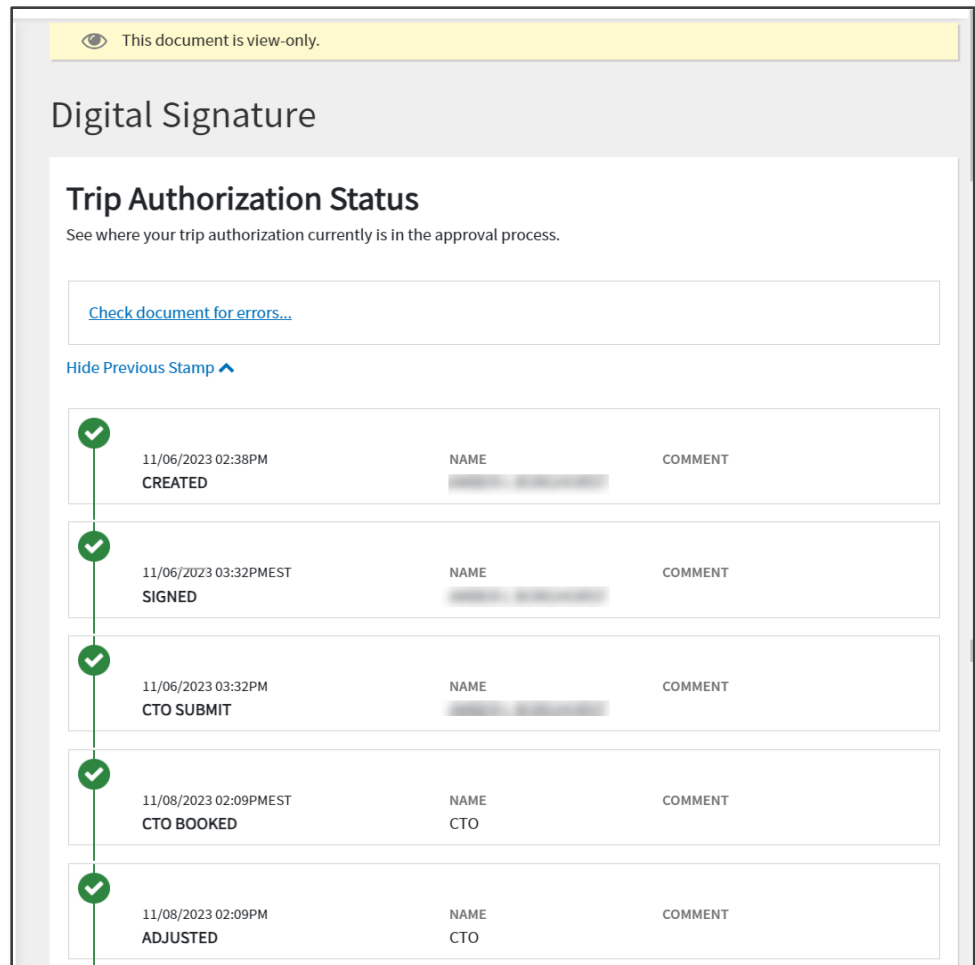 This document is view-only.
Digital Signature
Trip Authorization Status
See where your trip authorization currently is in the approval process.
Check document for errors...
Hide Previous Stamp
11/06/2023 02:38PM NAME COMMENT
CREATED
11/06/2023 03:32PMEST NAME COMMENT
SIGNED
11/06/2023 03:32PM NAME COMMENT
CTO SUBMIT
11/08/2023 02:09PMEST NAME COMMENT
CTO BOOKED CTO
11/08/2023 02:09PM NAME COMMENT
ADJUSTED CTO